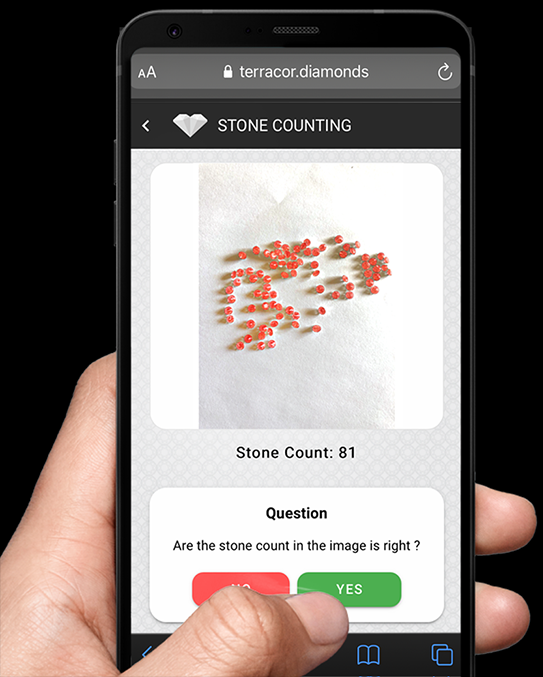 AA terracor.diamonds
STONE COUNTING
Stone Count: 81
Question
Are the stone count in the image is right ?
NO YES